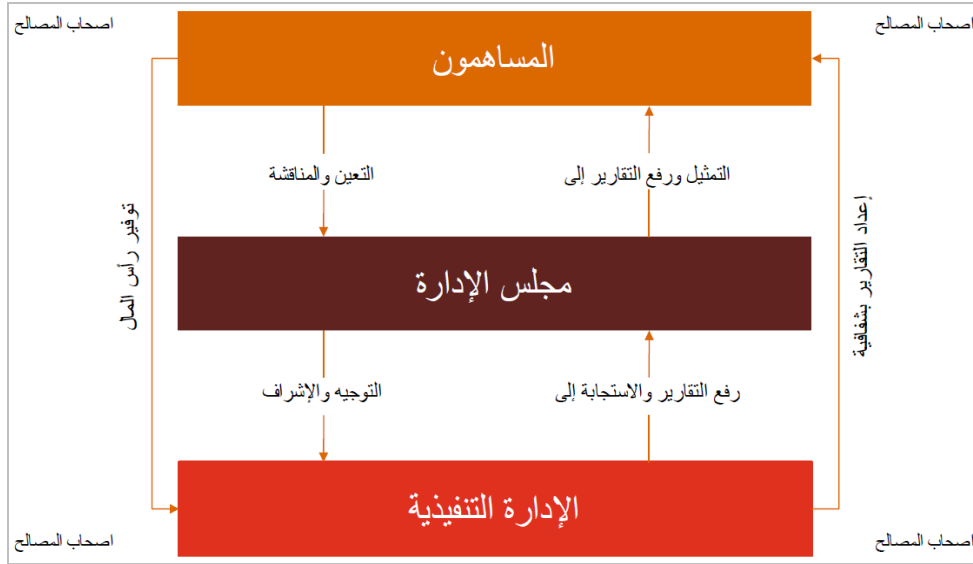 اصحاب المصالح
اصحاب المصالح
المساهمون
التعين والمناقشة
التمثيل ورفع التقارير إلى
توفير رأس المال
إعداد التقارير بشفافية
مجلس الإدارة
التوجيه والإشراف
رفع التقارير والاستجابة إلى
الإدارة التنفيذية
اصحاب المصالح
اصحاب المصالح